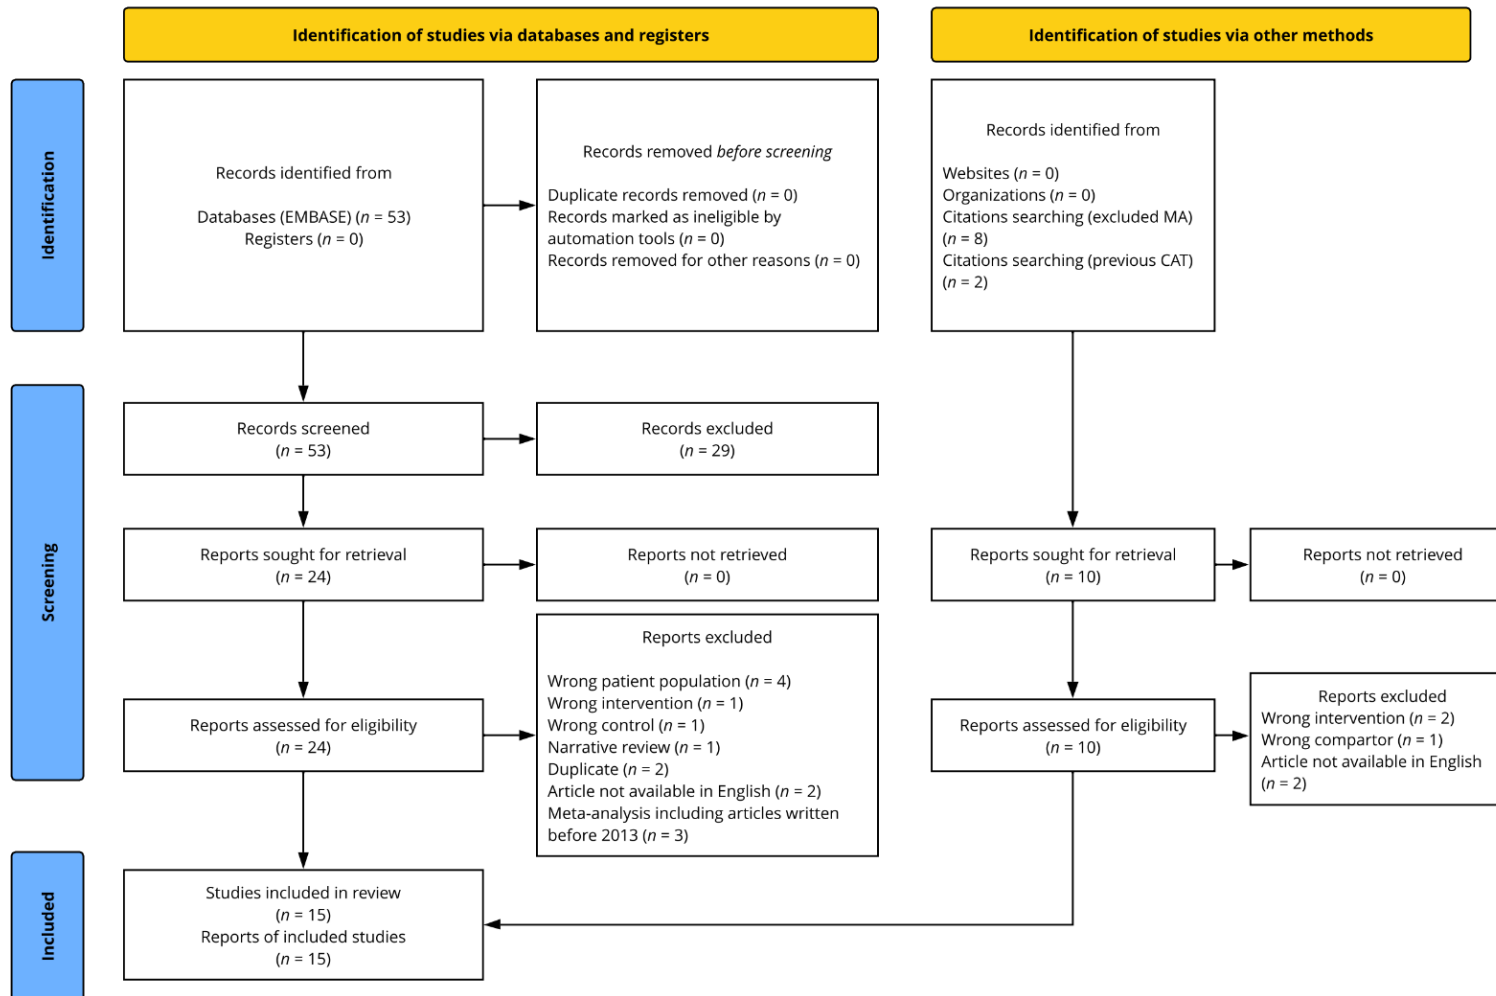 Identification of studies via databases and registers
Identification of studies via other methods
Identification
Records identified from
Databases (EMBASE) (n = 53)
Registers (n = 0)
Records removed before screening
Duplicate records removed (n = 0)
Records marked as ineligible by
automation tools (n = 0)
Records removed for other reasons (n = 0)
Records identified from
Websites (n = 0)
Organizations (n = 0)
Citations searching (excluded MA)
(n = 8)
Citations searching (previous CAT)
(n = 2)
Screening
Records screened
(n = 53)
Records excluded
(n = 29)
Reports sought for retrieval
(n = 24)
Reports not retrieved
(n = 0)
Reports sought for retrieval
(n = 10)
Reports not retrieved
(n = 0)
Reports assessed for eligibility
(n = 24)
Reports excluded
Wrong patient population (n = 4)
Wrong intervention (n = 1)
Wrong control (n = 1)
Narrative review (n = 1)
Duplicate (n = 2)
Article not available in English (n = 2)
Meta-analysis including articles written
before 2013 (n = 3)
Reports assessed for eligibility
(n = 10)
Reports excluded
Wrong intervention (n = 2)
Wrong compartor (n = 1)
Article not available in English
(n = 2)
Included
Studies included in review
(n = 15)
Reports of included studies
(n = 15)